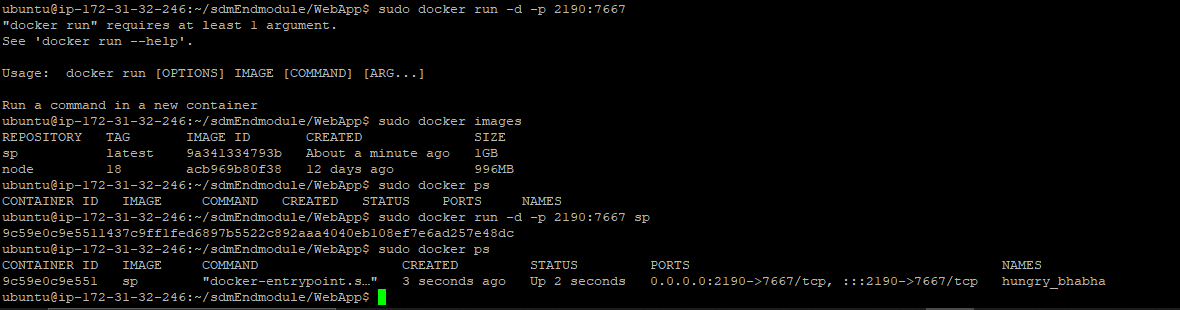 ubuntu@ip-172-31-32-246:~/sdmEndmodule/WebApp$ sudo docker run -d -p 2190:7667
"docker run" requires at least 1 argument.
See 'docker run --help'.
Usage:  docker run [OPTIONS] IMAGE [COMMAND] [ARG...]
Run a command in a new container
ubuntu@ip-172-31-32-246:~/sdmEndmodule/WebApp$ sudo docker images
REPOSITORY   TAG       IMAGE ID       CREATED              SIZE
sp           latest    9a341334793b   About a minute ago   1GB
node         18        acb969b80f38   12 days ago          996MB
ubuntu@ip-172-31-32-246:~/sdmEndmodule/WebApp$ sudo docker ps
CONTAINER ID   IMAGE     COMMAND   CREATED   STATUS    PORTS     NAMES
ubuntu@ip-172-31-32-246:~/sdmEndmodule/WebApp$ sudo docker run -d -p 2190:7667 sp
9c59e0c9e5511437c9ff1fed6897b5522c892aaa4040eb108ef7e6ad257e48dc
ubuntu@ip-172-31-32-246:~/sdmEndmodule/WebApp$ sudo docker ps
CONTAINER ID   IMAGE     COMMAND                  CREATED         STATUS         PORTS                                       NAMES
9c59e0c9e551   sp        "docker-entrypoint.s…"   3 seconds ago   Up 2 seconds   0.0.0.0:2190->7667/tcp, :::2190->7667/tcp   hungry_bhabha
ubuntu@ip-172-31-32-246:~/sdmEndmodule/WebApp$